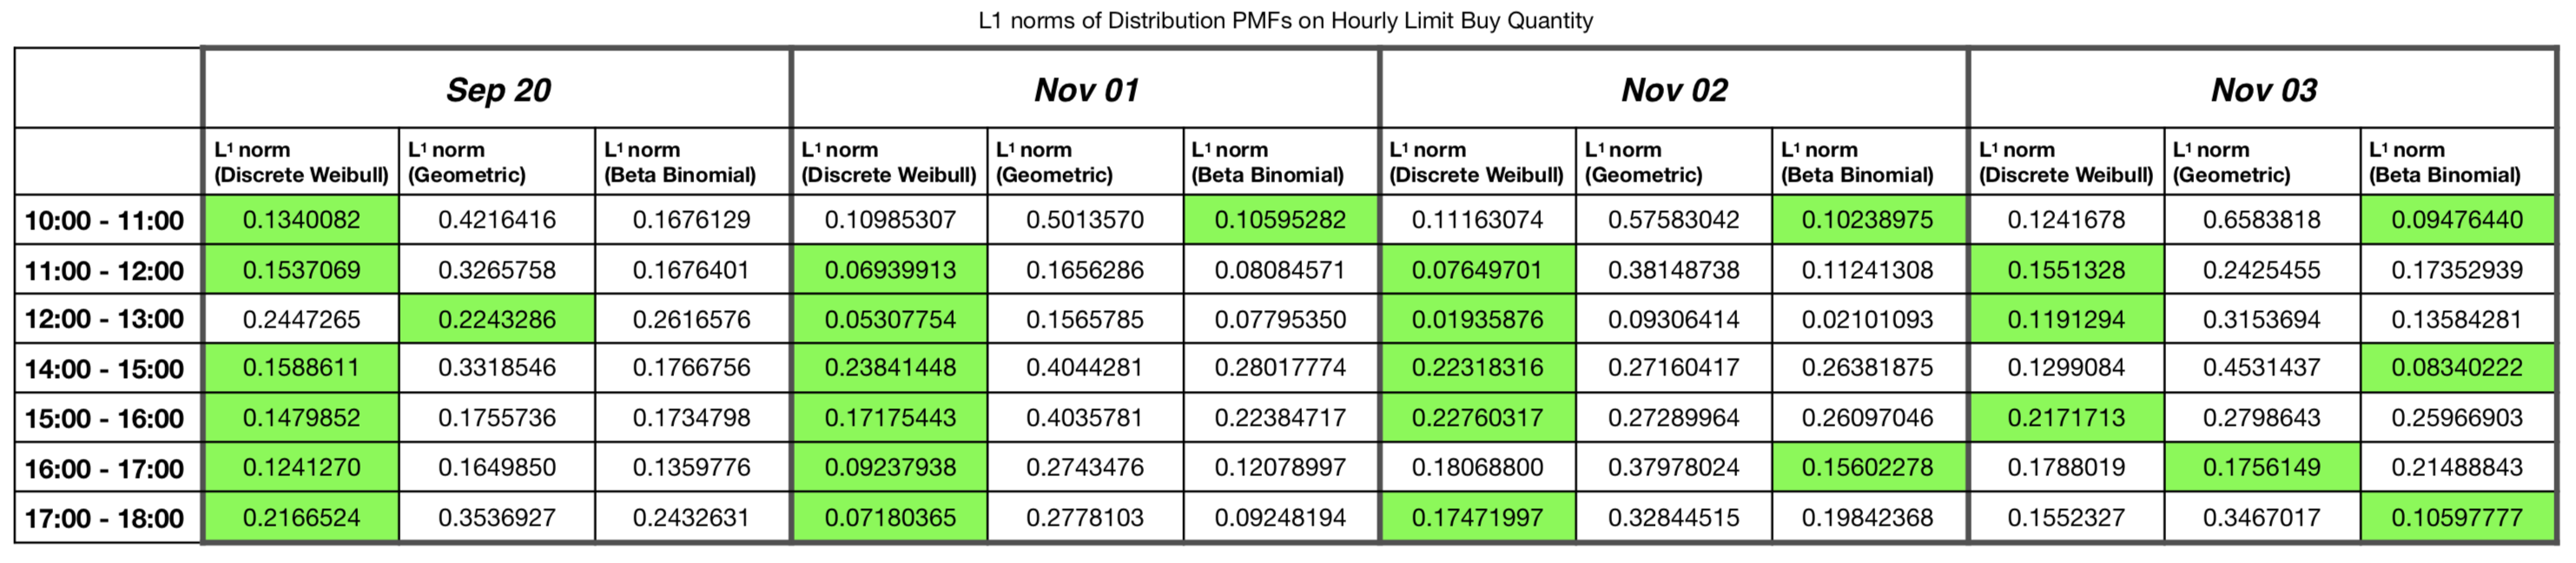 L1 norms of Distribution PMFs on Hourly Limit Buy Quantity
Sep 20 Nov 01 Nov 02 Nov 03
L¹ norm (Discrete Weibull) L¹ norm (Geometric) L¹ norm (Beta Binomial) L¹ norm (Discrete Weibull) L¹ norm (Geometric) L¹ norm (Beta Binomial) L¹ norm (Discrete Weibull) L¹ norm (Geometric) L¹ norm (Beta Binomial) L¹ norm (Discrete Weibull) L¹ norm (Geometric) L¹ norm (Beta Binomial)
10:00 - 11:00 0.1340082 0.4216416 0.1676129 0.10985307 0.5013570 0.10595282 0.11163074 0.57583042 0.10238975 0.1241678 0.6583818 0.09476440
11:00 - 12:00 0.1537069 0.3265758 0.1676401 0.06939913 0.1656286 0.08084571 0.07649701 0.38148738 0.11241308 0.1551328 0.2425455 0.17352939
12:00 - 13:00 0.2447265 0.2243286 0.2616576 0.05307754 0.1565785 0.07795350 0.01935876 0.09306414 0.02101093 0.1191294 0.3153694 0.13584281
14:00 - 15:00 0.1588611 0.3318546 0.1766756 0.23841448 0.4044281 0.28017774 0.22318316 0.27160417 0.26381875 0.1299084 0.4531437 0.08340222
15:00 - 16:00 0.1479852 0.1755736 0.1734798 0.17175443 0.4035781 0.22384717 0.22760317 0.27289964 0.26097046 0.2171713 0.2798643 0.25966903
16:00 - 17:00 0.1241270 0.1649850 0.1359776 0.09237938 0.2743476 0.12078997 0.18068800 0.37978024 0.15602278 0.1788019 0.1756149 0.21488843
17:00 - 18:00 0.2166524 0.3536927 0.2432631 0.07180365 0.2778103 0.09248194 0.17471997 0.32844515 0.19842368 0.1552327 0.3467017 0.10597777